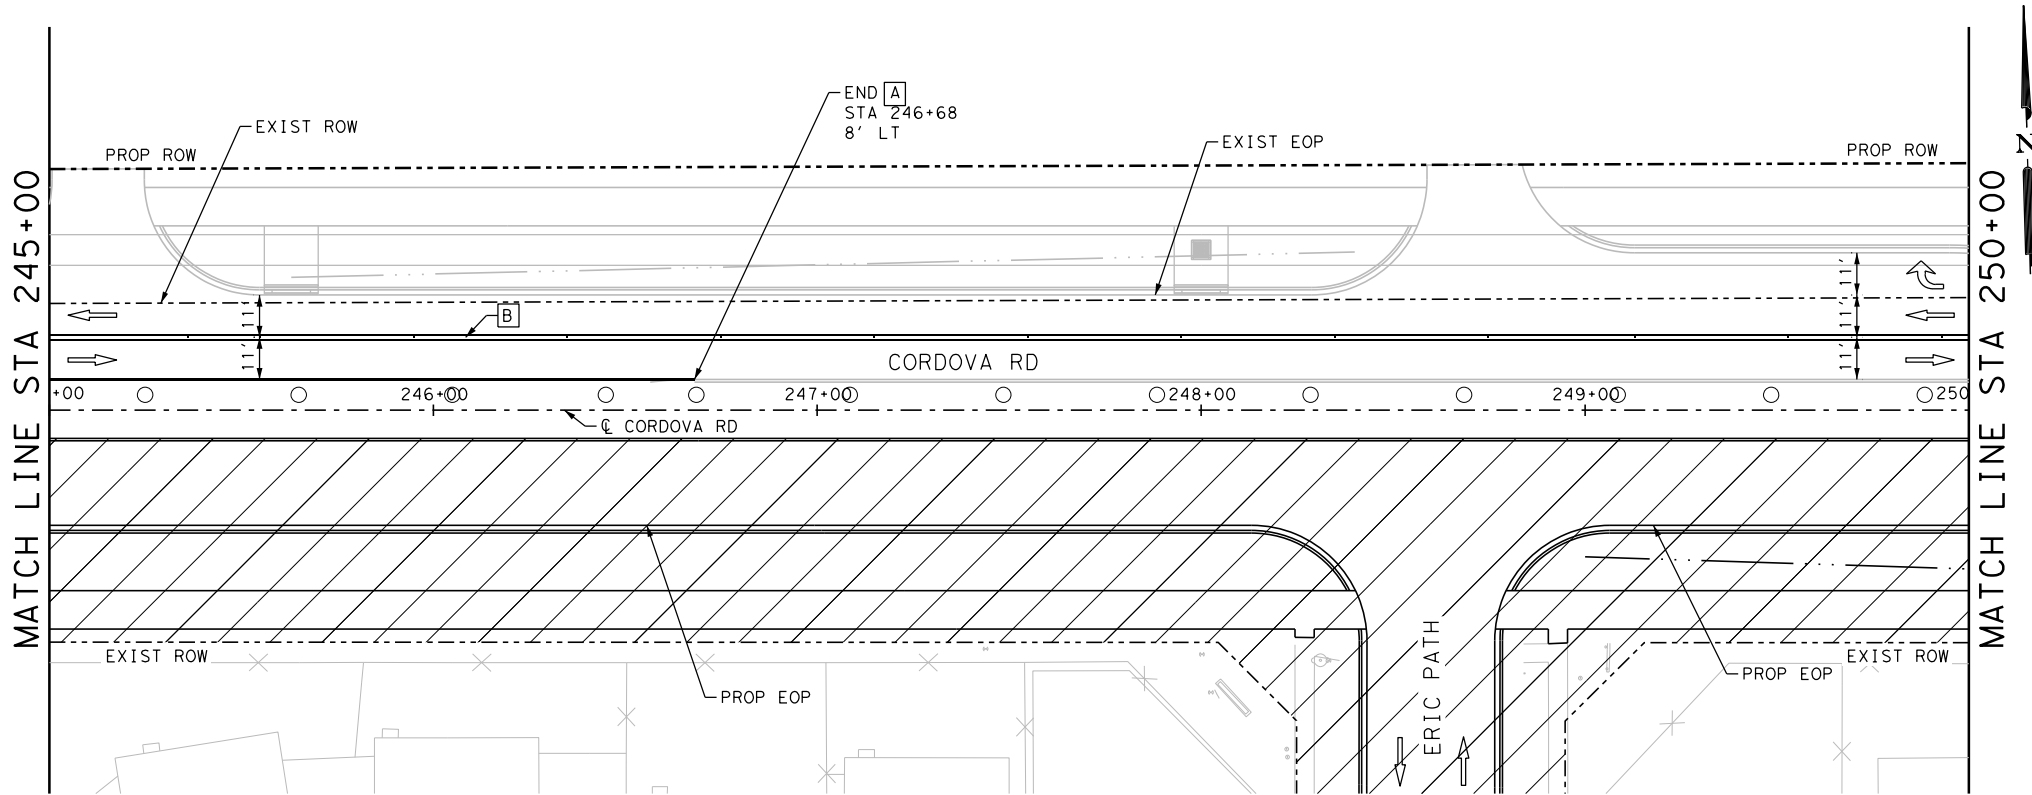 END A
STA 246+68
8' LT
EXIST ROW
EXIST EOP
PROP ROW
PROP ROW
N
MATCH LINE STA 245+00
MATCH LINE STA 250+00
B
11'
11'
11'
11'
11'
CORDOVA RD
+00
246+00
247+00
248+00
249+00
250
℄ CORDOVA RD
EXIST ROW
EXIST ROW
PROP EOP
PROP EOP
ERIC PATH